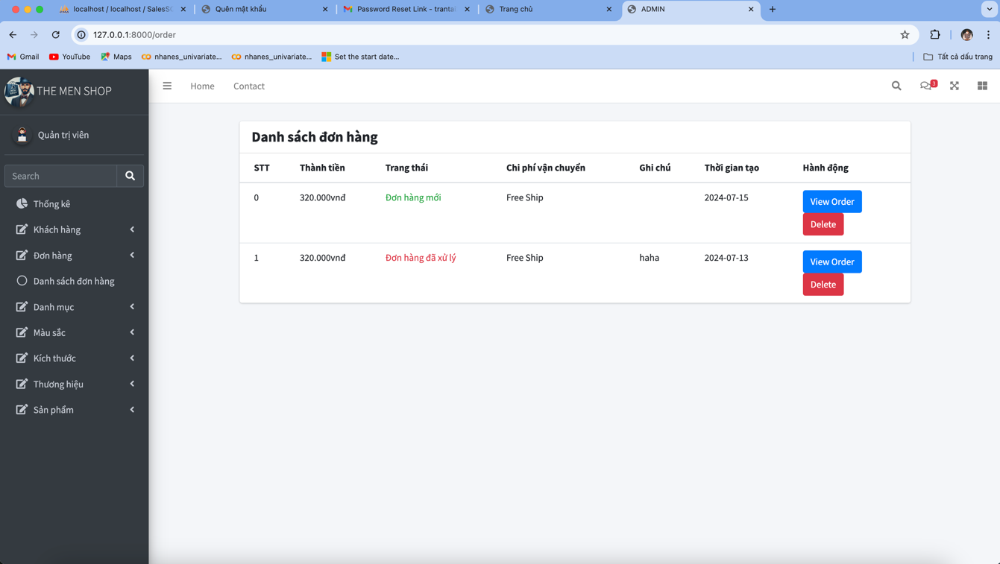 localhost / localhost / SalesSC
Quên mật khẩu
Password Reset Link - trantai
Trang chủ
ADMIN
127.0.0.1:8000/order
Gmail
YouTube
Maps
nhanes_univariate...
nhanes_univariate...
Set the start date...
Tất cả dấu trang
THE MEN SHOP
Home
Contact
3
Quản trị viên
Search
Thống kê
Khách hàng
Đơn hàng
Danh sách đơn hàng
Danh mục
Màu sắc
Kích thước
Thương hiệu
Sản phẩm
Danh sách đơn hàng
STT Thành tiền Trang thái Chi phí vận chuyển Ghi chú Thời gian tạo Hành động
0 320.000vnđ Đơn hàng mới Free Ship 2024-07-15 View Order
Delete
1 320.000vnđ Đơn hàng đã xử lý Free Ship haha 2024-07-13 View Order
Delete